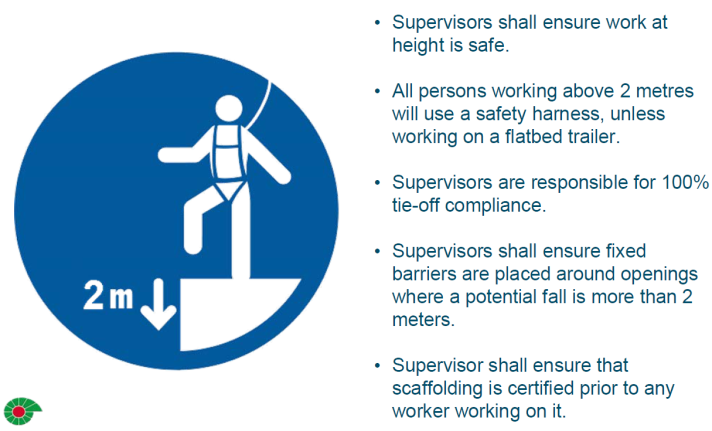 • Supervisors shall ensure work at
height is safe.
• All persons working above 2 metres
will use a safety harness, unless
working on a flatbed trailer.
• Supervisors are responsible for 100%
tie-off compliance.
• Supervisors shall ensure fixed
barriers are placed around openings
where a potential fall is more than 2
meters.
• Supervisor shall ensure that
scaffolding is certified prior to any
worker working on it.
2 m